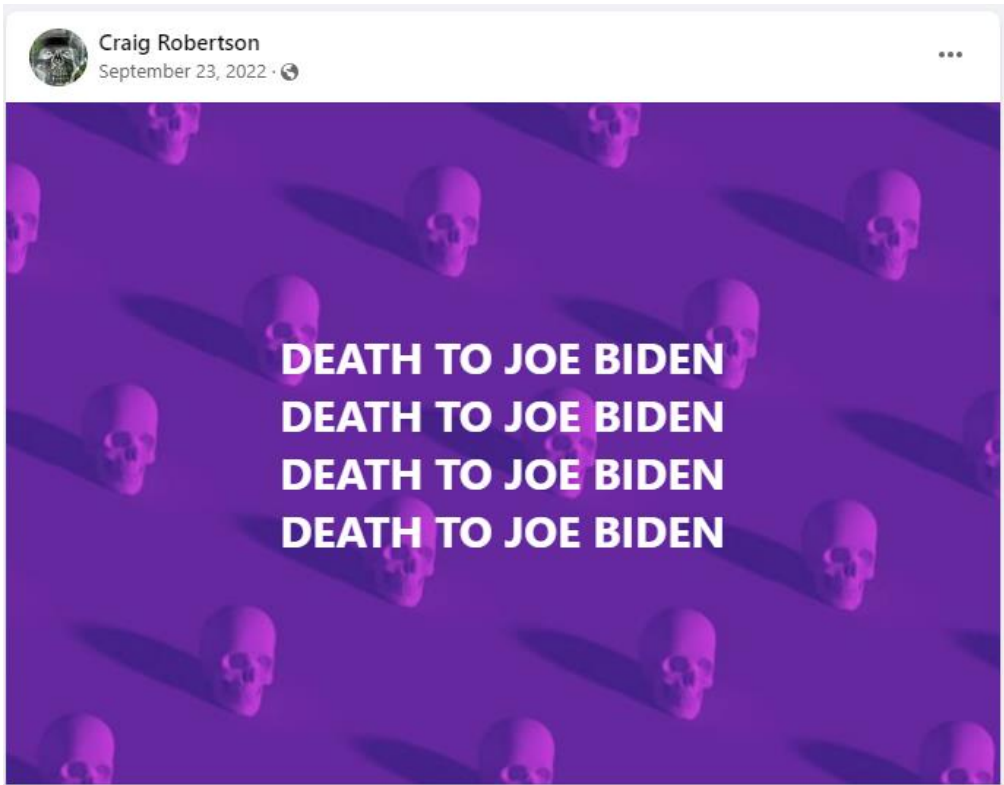 Craig Robertson
September 23, 2022 ·
DEATH TO JOE BIDEN
DEATH TO JOE BIDEN
DEATH TO JOE BIDEN
DEATH TO JOE BIDEN